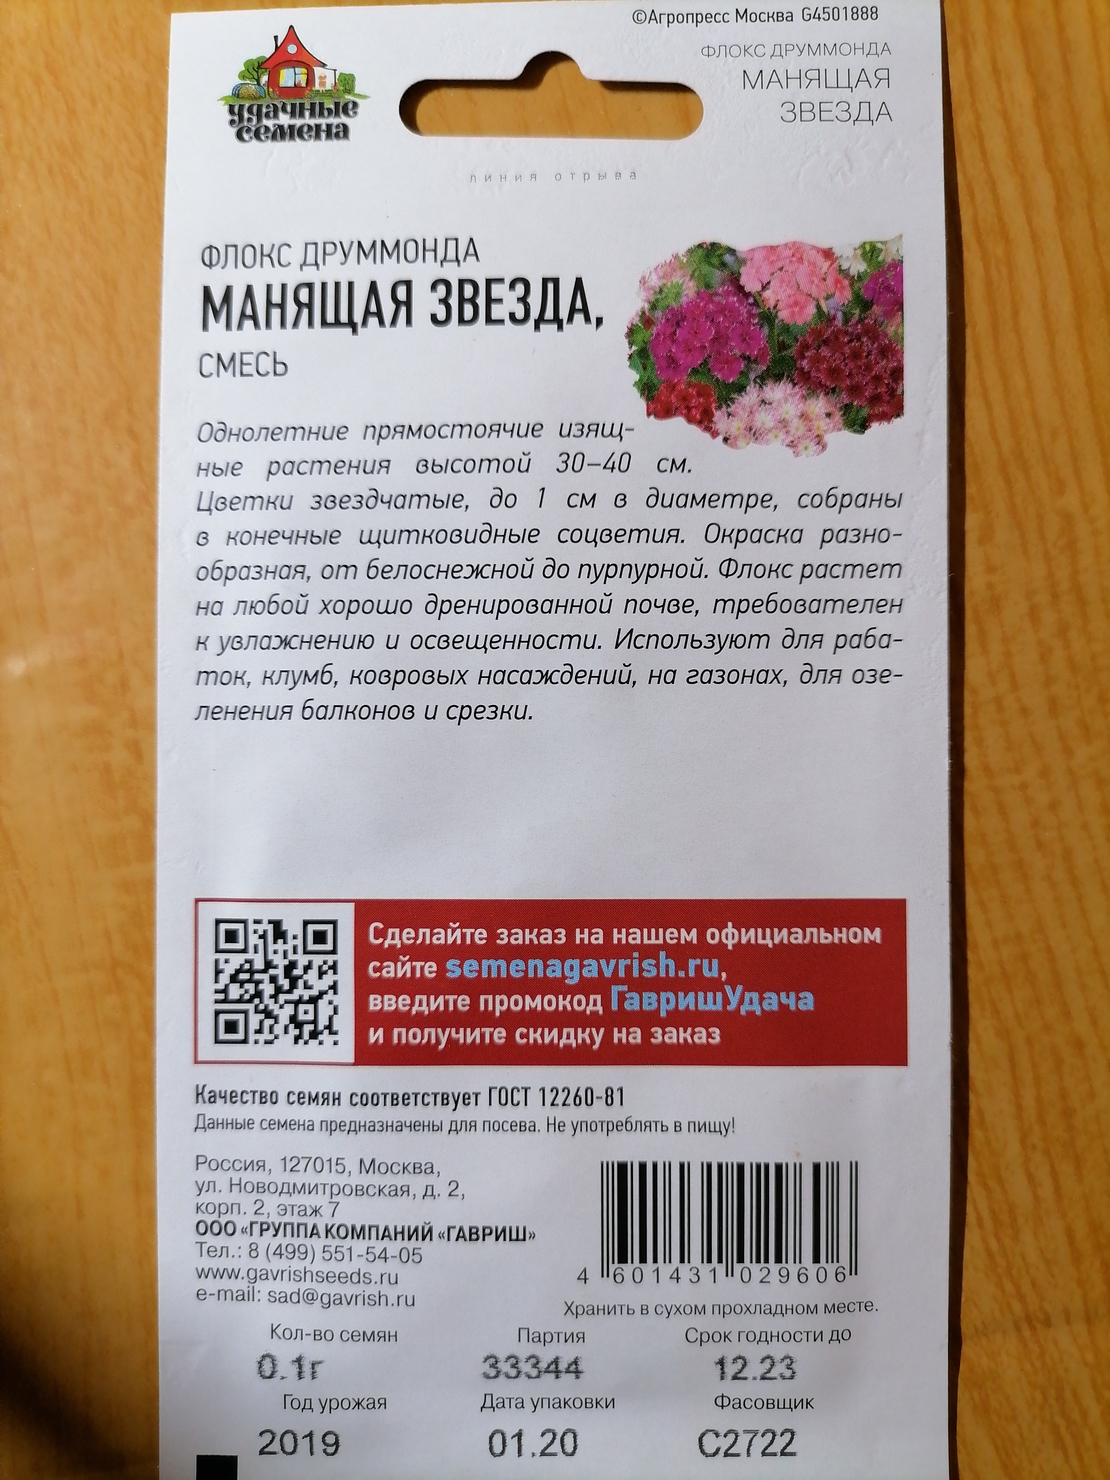 ©Агропресс Москва G4501888
удачные
семена
ФЛОКС ДРУММОНДА
МАНЯЩАЯ
ЗВЕЗДА
линия отрыва
ФЛОКС ДРУММОНДА
МАНЯЩАЯ ЗВЕЗДА,
СМЕСЬ
Однолетние прямостоячие изящ-
ные растения высотой 30–40 см.
Цветки звездчатые, до 1 см в диаметре, собраны
в конечные щитковидные соцветия. Окраска разно-
образная, от белоснежной до пурпурной. Флокс растет
на любой хорошо дренированной почве, требователен
к увлажнению и освещенности. Используют для раба-
ток, клумб, ковровых насаждений, на газонах, для озе-
ленения балконов и срезки.
Сделайте заказ на нашем официальном
сайте semenagavrish.ru,
введите промокод ГавришУдача
и получите скидку на заказ
Качество семян соответствует ГОСТ 12260-81
Данные семена предназначены для посева. Не употреблять в пищу!
Россия, 127015, Москва,
ул. Новодмитровская, д. 2,
корп. 2, этаж 7
ООО «ГРУППА КОМПАНИЙ «ГАВРИШ»
Тел.: 8 (499) 551-54-05
www.gavrishseeds.ru
e-mail: sad@gavrish.ru
4 601431 029606
Хранить в сухом прохладном месте.
Кол-во семян Партия Срок годности до
0.1г 33344 12.23
Год урожая Дата упаковки Фасовщик
2019 01.20 С2722